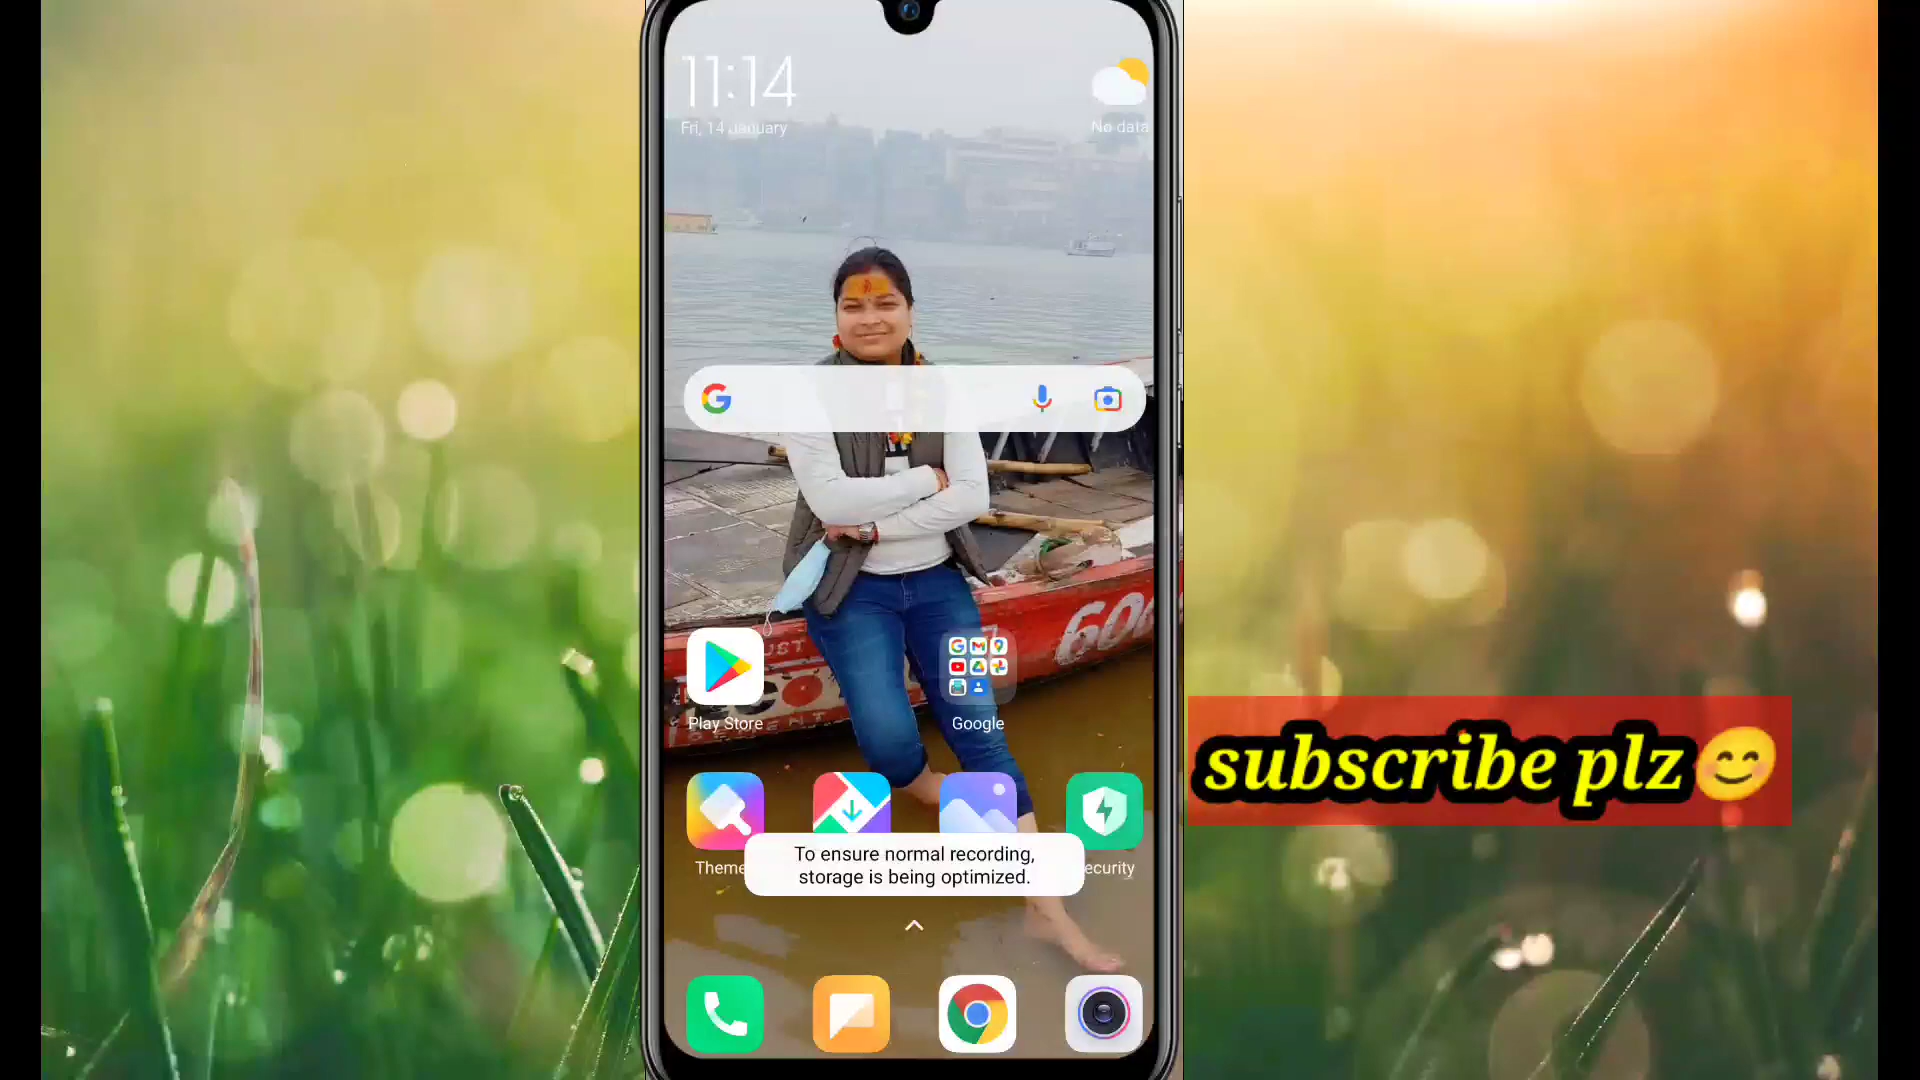 11:14
Fri, 14 January
No data
600
Play Store
Google
Theme
ecurity
To ensure normal recording,
storage is being optimized.
subscribe plz😊